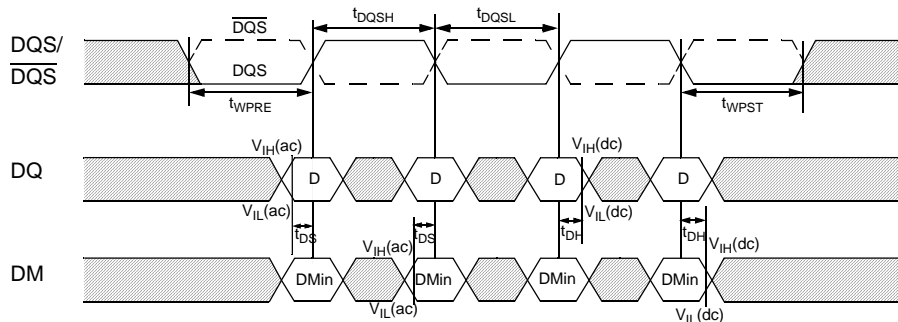 tDQSH
tDQSL
DQS/
DQS
DQS
DQS
tWPRE
tWPST
VIH(ac)
VIH(dc)
DQ
D
D
D
D
VIL(ac)
VIL(dc)
tDS
tDS
tDH
tDH
VIH(ac)
VIH(dc)
DM
DMin
DMin
DMin
DMin
VIL(ac)
VIL(dc)